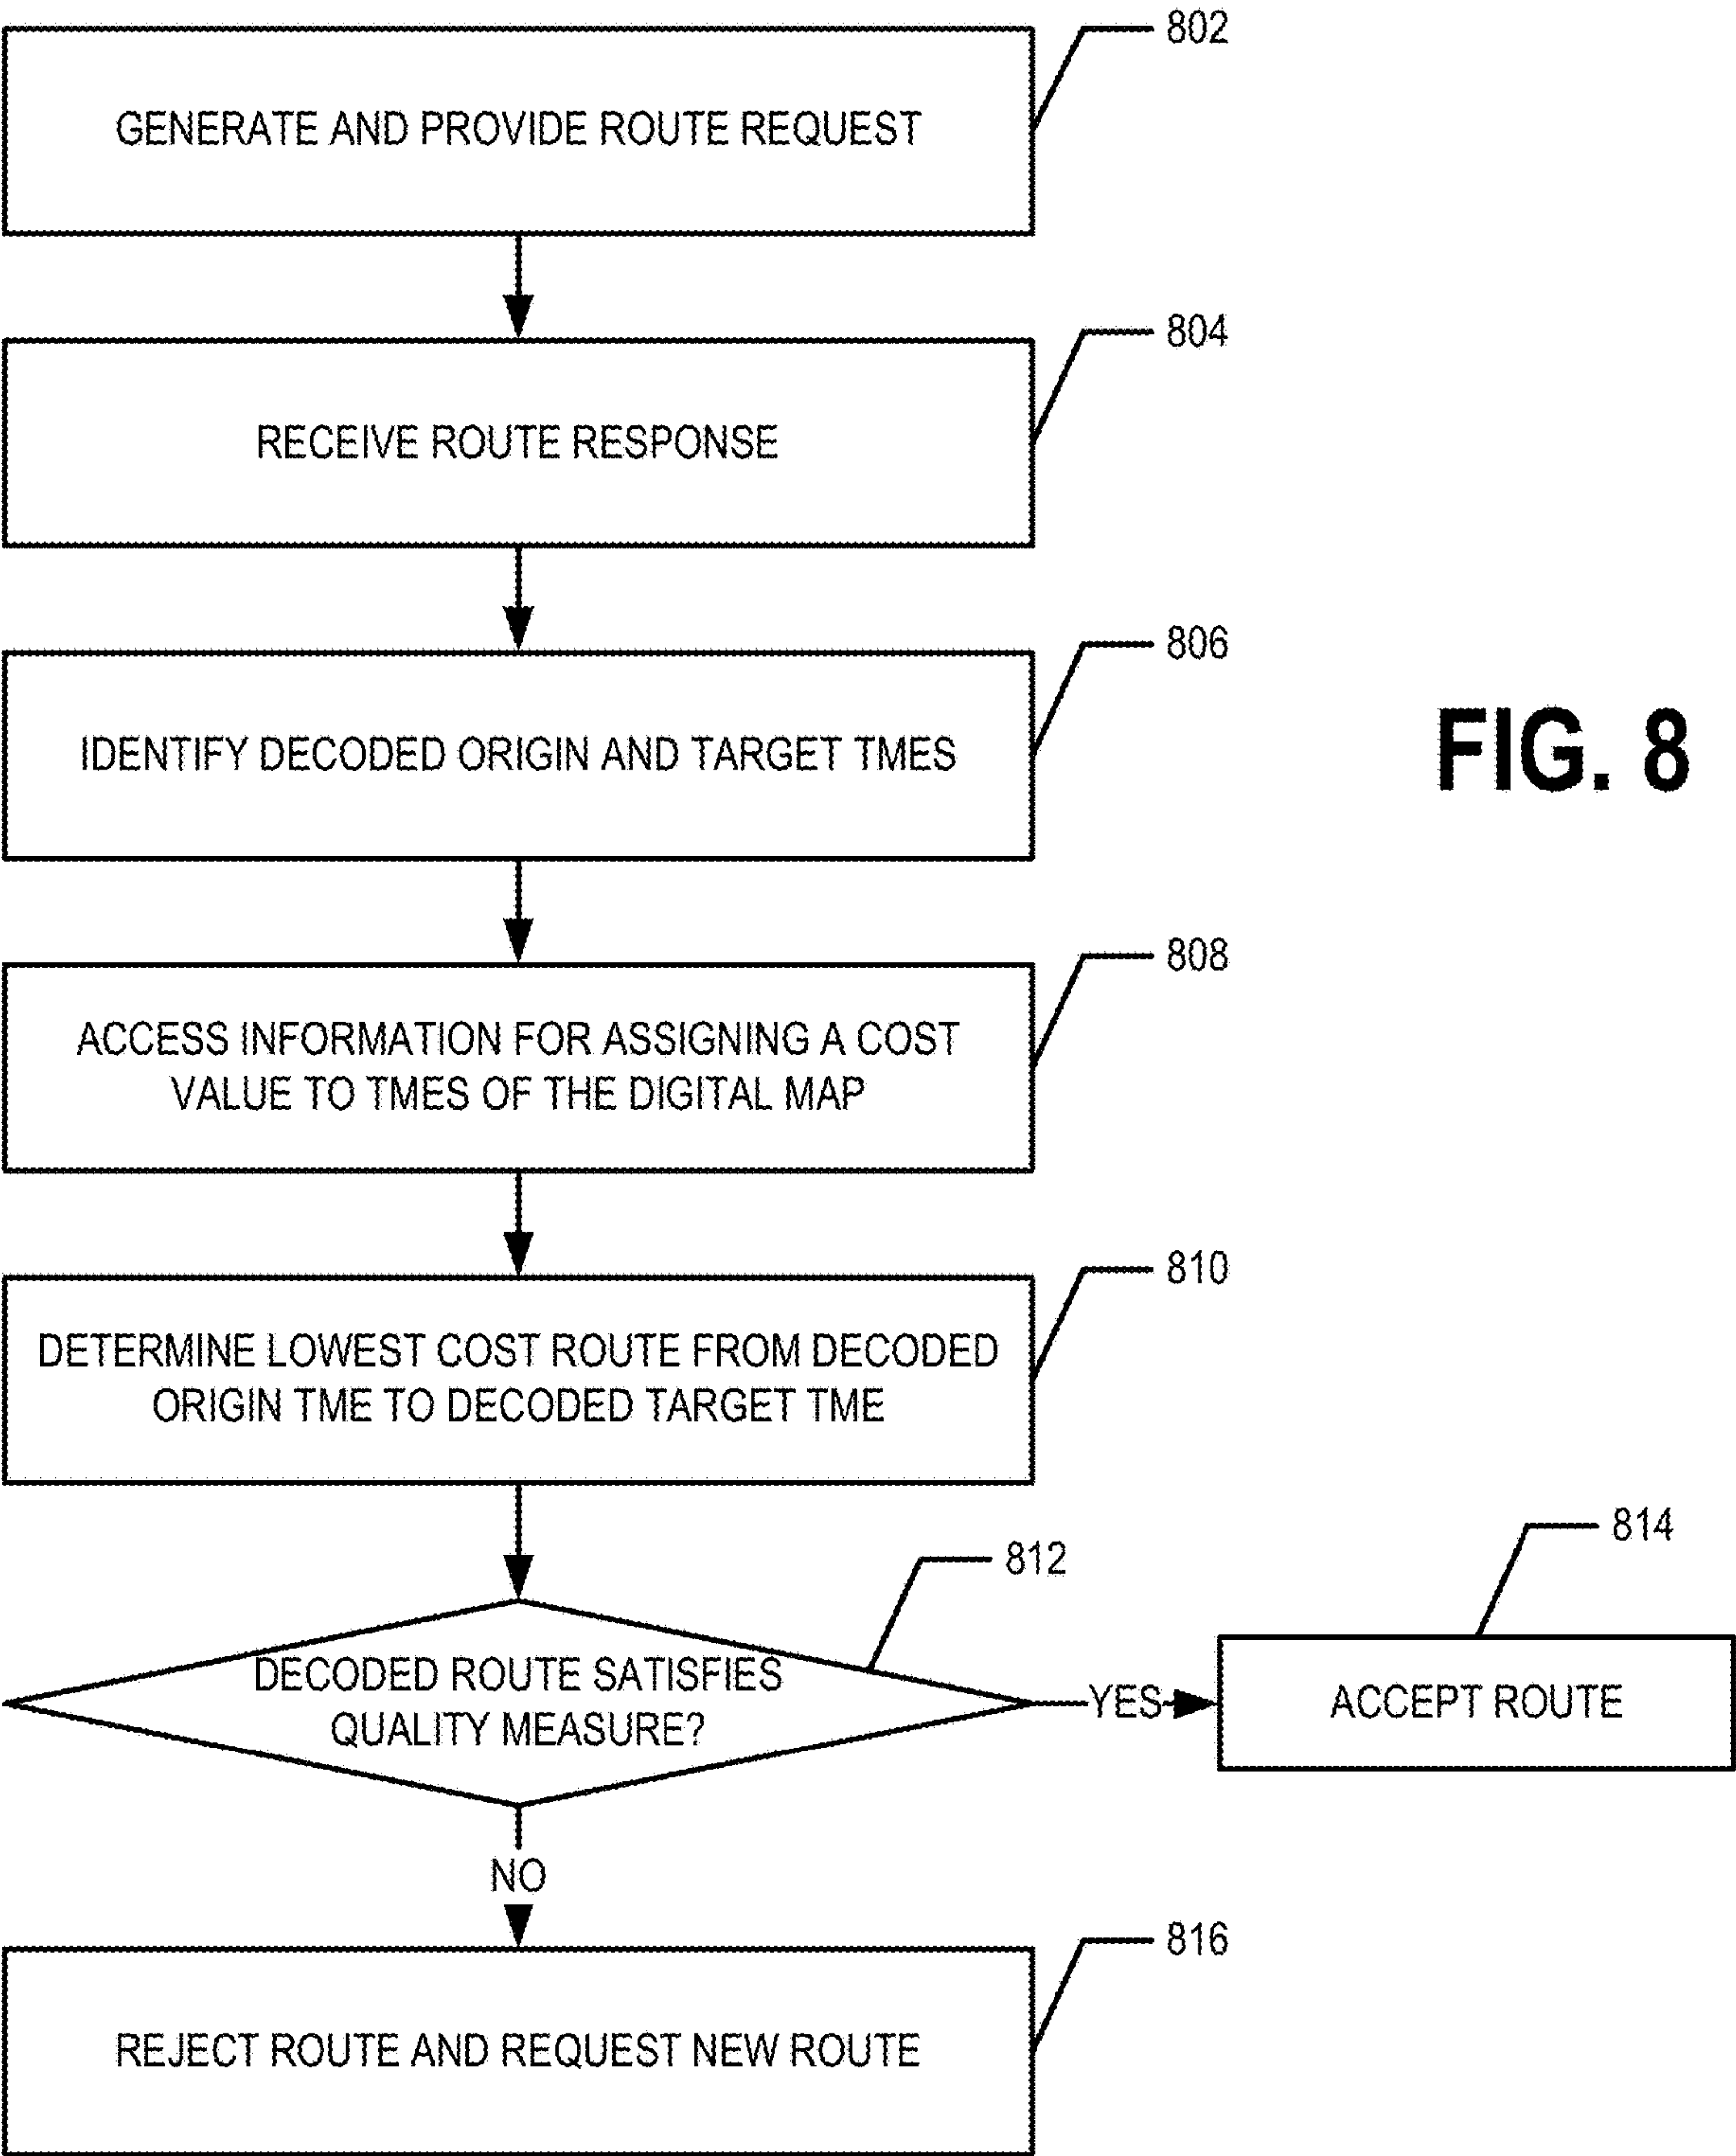 802
GENERATE AND PROVIDE ROUTE REQUEST
804
RECEIVE ROUTE RESPONSE
806
IDENTIFY DECODED ORIGIN AND TARGET TMES
FIG. 8
808
ACCESS INFORMATION FOR ASSIGNING A COST
VALUE TO TMES OF THE DIGITAL MAP
810
DETERMINE LOWEST COST ROUTE FROM DECODED
ORIGIN TME TO DECODED TARGET TME
812
814
DECODED ROUTE SATISFIES
QUALITY MEASURE?
YES
ACCEPT ROUTE
NO
816
REJECT ROUTE AND REQUEST NEW ROUTE